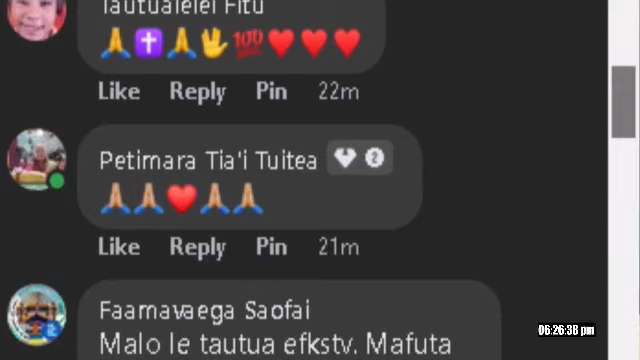 Tautualelei Fitu
🙏✝️🙏🖖💯❤️❤️❤️
Like Reply Pin 22m
Petimara Tia'i Tuitea 2
🙏🙏❤️🙏🙏
Like Reply Pin 21m
Faamavaega Saofai
Malo le tautua efkstv. Mafuta
06:26:38 pm